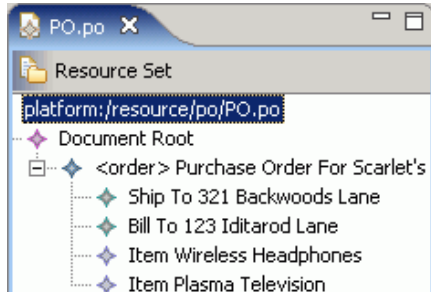 PO.po
Resource Set
platform:/resource/po/PO.po
Document Root
<order> Purchase Order For Scarlet's
Ship To 321 Backwoods Lane
Bill To 123 Iditarod Lane
Item Wireless Headphones
Item Plasma Television